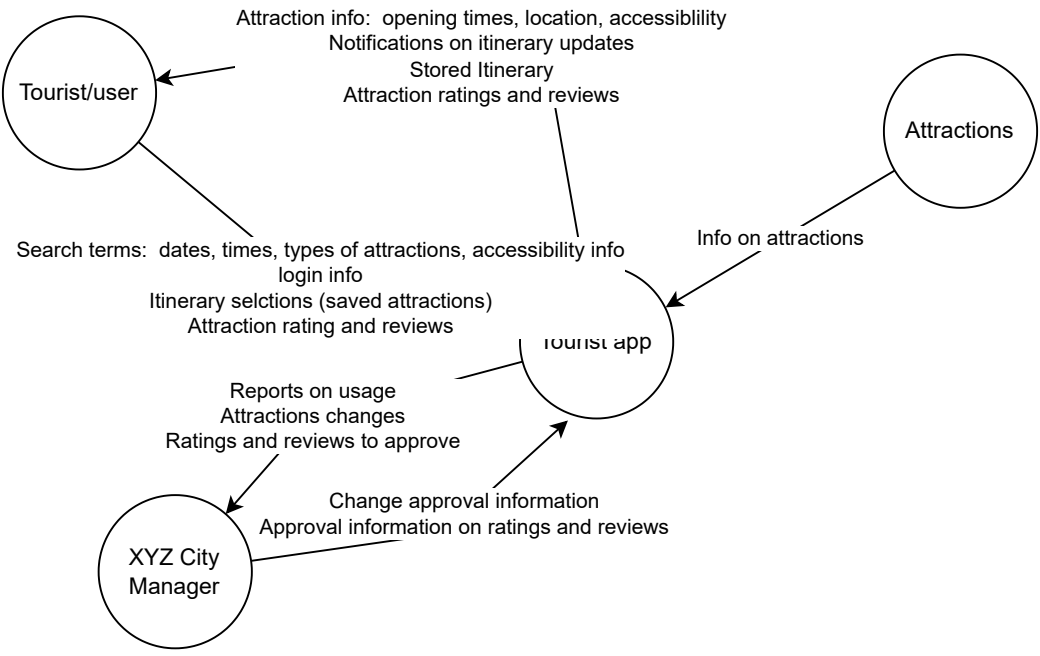 Attraction info:  opening times, location, accessiblility
Notifications on itinerary updates
Stored Itinerary
Attraction ratings and reviews
Tourist/user
Attractions
Info on attractions
Search terms:  dates, times, types of attractions, accessibility info
login info
Itinerary selctions (saved attractions)
Attraction rating and reviews
Tourist app
Reports on usage
Attractions changes
Ratings and reviews to approve
Change approval information
Approval information on ratings and reviews
XYZ City
Manager